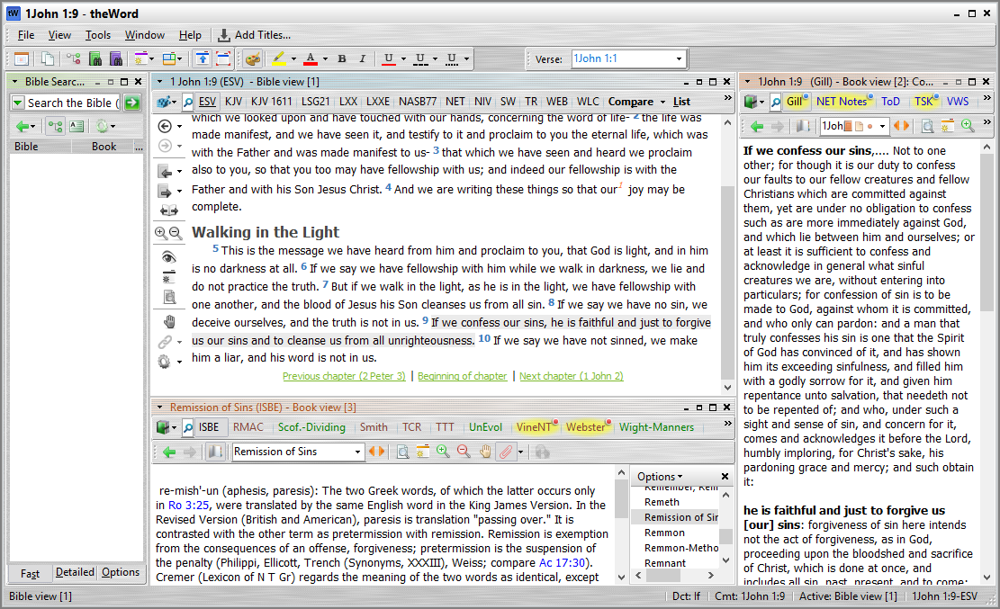 1John 1:9 - theWord
File View Tools Window Help Add Titles...
B I U U U Verse: 1John 1:1
Bible Searc...
Search the Bible (
Bible Book ...
Fast Detailed Options
1 John 1:9 (ESV) - Bible view [1]
ESV KJV KJV 1611 LSG21 LXX LXXE NASB77 NET NIV SW TR WEB WLC Compare List
which we looked upon and have touched with our hands, concerning the word of life- 2 the life was
made manifest, and we have seen it, and testify to it and proclaim to you the eternal life, which was
with the Father and was made manifest to us- 3 that which we have seen and heard we proclaim
also to you, so that you too may have fellowship with us; and indeed our fellowship is with the
Father and with his Son Jesus Christ. 4 And we are writing these things so that our1 joy may be
complete.
Walking in the Light
5 This is the message we have heard from him and proclaim to you, that God is light, and in him
is no darkness at all. 6 If we say we have fellowship with him while we walk in darkness, we lie and
do not practice the truth. 7 But if we walk in the light, as he is in the light, we have fellowship with
one another, and the blood of Jesus his Son cleanses us from all sin. 8 If we say we have no sin, we
deceive ourselves, and the truth is not in us. 9 If we confess our sins, he is faithful and just to forgive
us our sins and to cleanse us from all unrighteousness. 10 If we say we have not sinned, we make
him a liar, and his word is not in us.
Previous chapter (2 Peter 3) | Beginning of chapter | Next chapter (1 John 2)
Remission of Sins (ISBE) - Book view [3]
ISBE RMAC Scof.-Dividing Smith TCR TTT UnEvol VineNT Webster Wight-Manners
Remission of Sins
re-mish'-un (aphesis, paresis): The two Greek words, of which the latter occurs only
in Ro 3:25, were translated by the same English word in the King James Version. In the
Revised Version (British and American), paresis is translation "passing over." It is
contrasted with the other term as pretermission with remission. Remission is exemption
from the consequences of an offense, forgiveness; pretermission is the suspension of
the penalty (Philippi, Ellicott, Trench (Synonyms, XXXIII), Weiss; compare Ac 17:30).
Cremer (Lexicon of N T Gr) regards the meaning of the two words as identical, except
Options
Remember, Rem
Remeth
Remission of Sin
Remmon
Remmon-Metho
Remnant
1John 1:9 (Gill) - Book view [2]: Co...
Gill NET Notes ToD TSK VWS
1Joh
If we confess our sins,.... Not to one
other; for though it is our duty to confess
our faults to our fellow creatures and fellow
Christians which are committed against
them, yet are under no obligation to confess
such as are more immediately against God,
and which lie between him and ourselves; or
at least it is sufficient to confess and
acknowledge in general what sinful
creatures we are, without entering into
particulars; for confession of sin is to be
made to God, against whom it is committed,
and who only can pardon: and a man that
truly confesses his sin is one that the Spirit
of God has convinced of it, and has shown
him its exceeding sinfulness, and filled him
with a godly sorrow for it, and given him
repentance unto salvation, that needeth not
to be repented of; and who, under such a
sight and sense of sin, and concern for it,
comes and acknowledges it before the Lord,
humbly imploring, for Christ's sake, his
pardoning grace and mercy; and such obtain
it:
he is faithful and just to forgive us
[our] sins: forgiveness of sin here intends
not the act of forgiveness, as in God,
proceeding upon the bloodshed and sacrifice
of Christ, which is done at once, and
includes all sin, past, present, and to come;
Bible view [1] Dct: lf Cmt: 1John 1:9 Active: Bible view [1] 1John 1:9-ESV